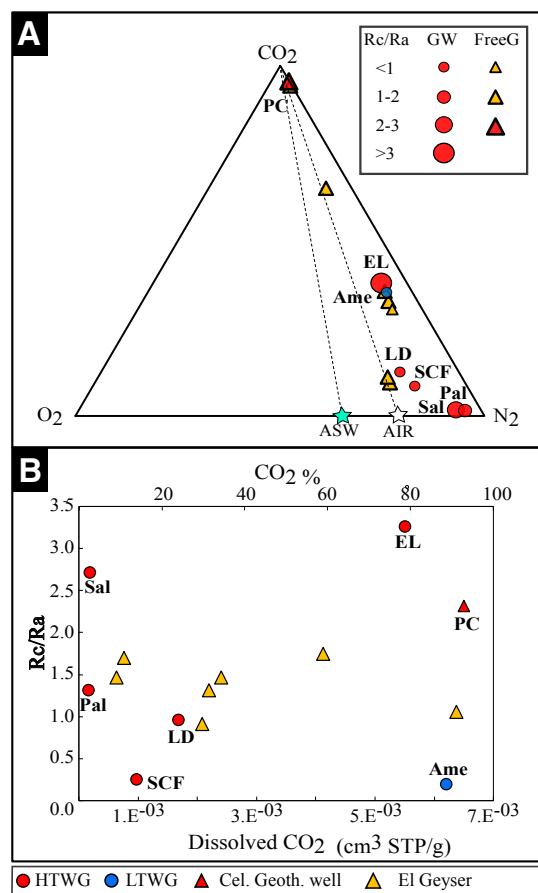 A
CO2
Rc/Ra GW FreeG
<1
1-2
2-3
>3
PC
EL
Ame
LD
SCF
Pal
Sal
O2
N2
ASW
AIR
B
CO2 %
0 20 40 60 80 100
3.5
3.0
2.5
2.0
1.5
1.0
0.5
0.0
Rc/Ra
EL
Sal
PC
Pal
LD
SCF
Ame
1.E-03 3.E-03 5.E-03 7.E-03
Dissolved CO2 (cm3 STP/g)
HTWG LTWG Cel. Geoth. well El Geyser